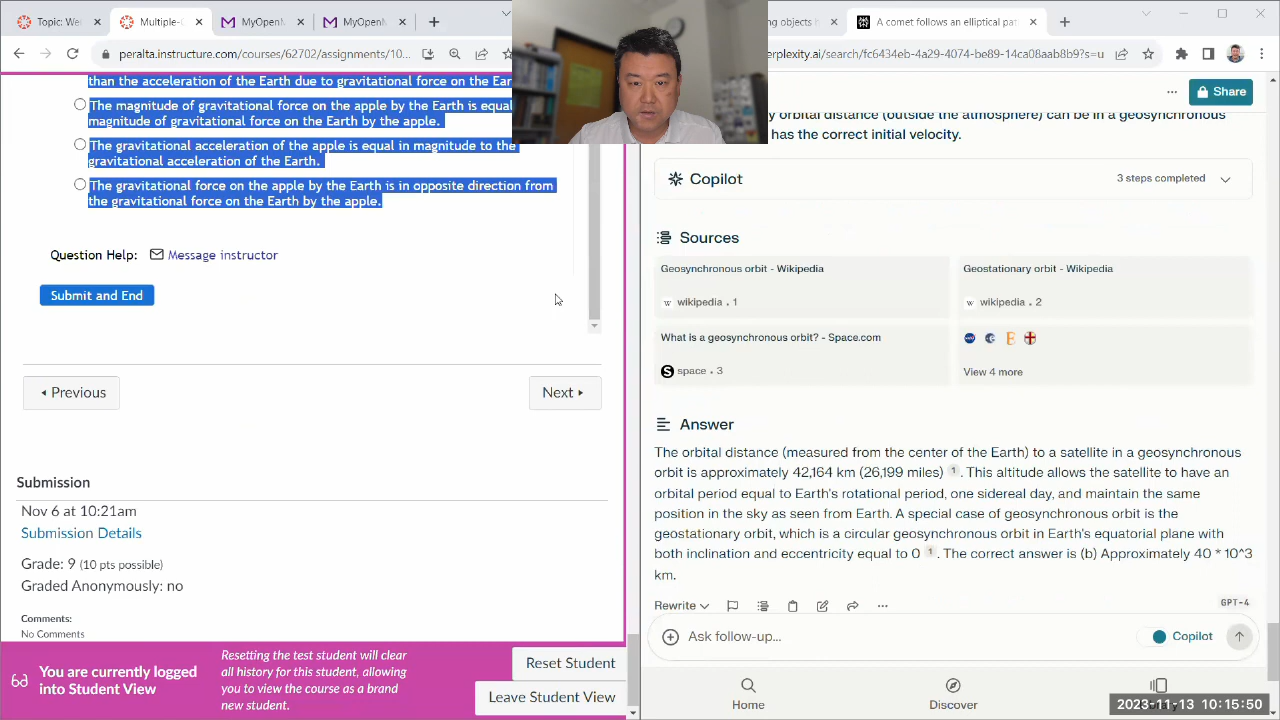 Topic: We
Multiple-
MyOpenM
MyOpenM
ng objects
A comet follows an elliptical pat
peralta.instructure.com/courses/62702/assignments/10...
erplexity.ai/search/fc6434eb-4a29-4074-be89-14ca08aab8b9?s=u
than the acceleration of the Earth due to gravitational force on the Ear
The magnitude of gravitational force on the apple by the Earth is equal
magnitude of gravitational force on the Earth by the apple.
The gravitational acceleration of the apple is equal in magnitude to the
gravitational acceleration of the Earth.
The gravitational force on the apple by the Earth is in opposite direction from
the gravitational force on the Earth by the apple.
Question Help: Message instructor
Submit and End
Previous
Next
Submission
Nov 6 at 10:21am
Submission Details
Grade: 9 (10 pts possible)
Graded Anonymously: no
Comments:
No Comments
You are currently logged
into Student View
Resetting the test student will clear
all history for this student, allowing
you to view the course as a brand
new student.
Reset Student
Leave Student View
Share
y orbital distance (outside the atmosphere) can be in a geosynchronous
has the correct initial velocity.
Copilot
3 steps completed
Sources
Geosynchronous orbit - Wikipedia
wikipedia . 1
Geostationary orbit - Wikipedia
wikipedia . 2
What is a geosynchronous orbit? - Space.com
space . 3
View 4 more
Answer
The orbital distance (measured from the center of the Earth) to a satellite in a geosynchronous
orbit is approximately 42,164 km (26,199 miles) 1 . This altitude allows the satellite to have an
orbital period equal to Earth's rotational period, one sidereal day, and maintain the same
position in the sky as seen from Earth. A special case of geosynchronous orbit is the
geostationary orbit, which is a circular geosynchronous orbit in Earth's equatorial plane with
both inclination and eccentricity equal to 0 1 . The correct answer is (b) Approximately 40 * 10^3
km.
Rewrite
GPT-4
Ask follow-up...
Copilot
Home
Discover
2023-11-13 10:15:50